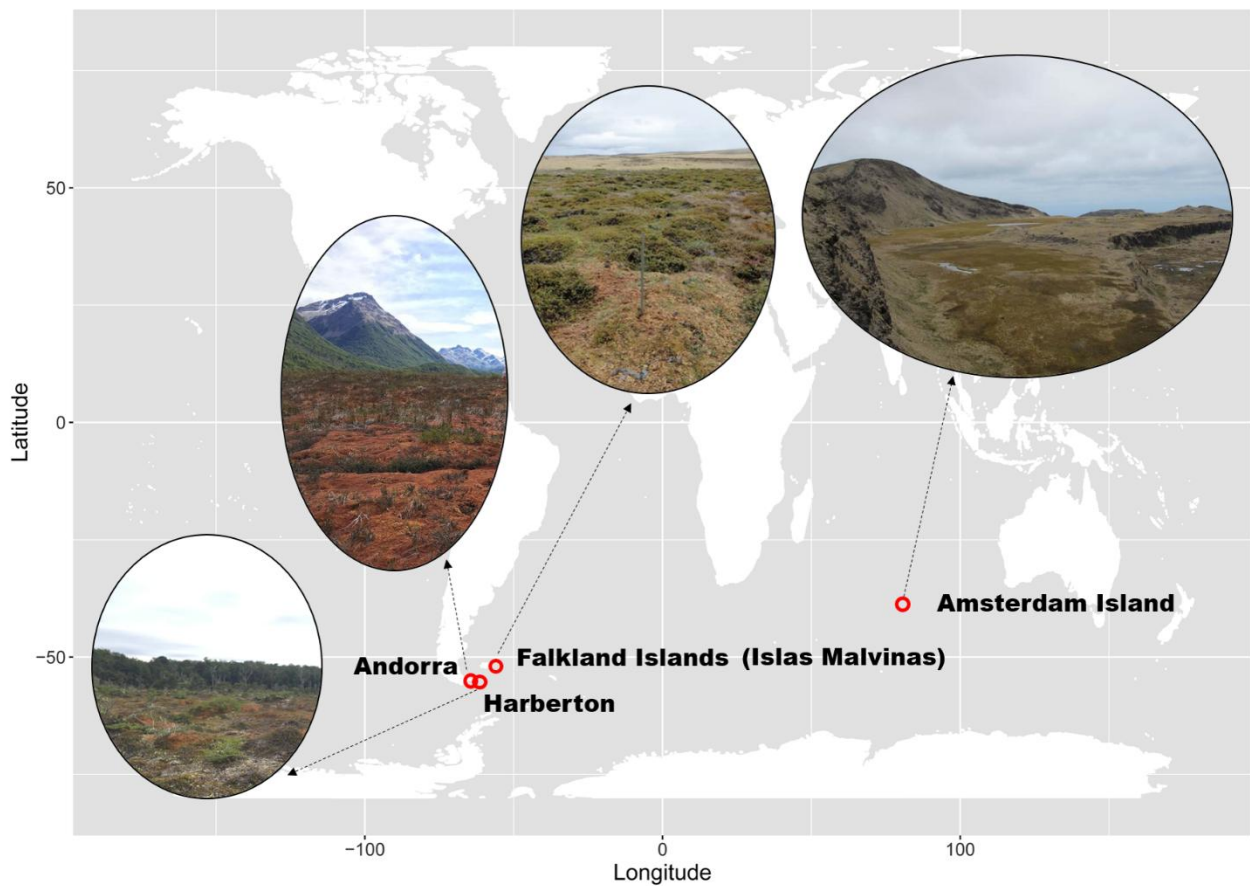 50
0
−50
Latitude
Amsterdam Island
Falkland Islands (Islas Malvinas)
Andorra
Harberton
−100
0
100
Longitude